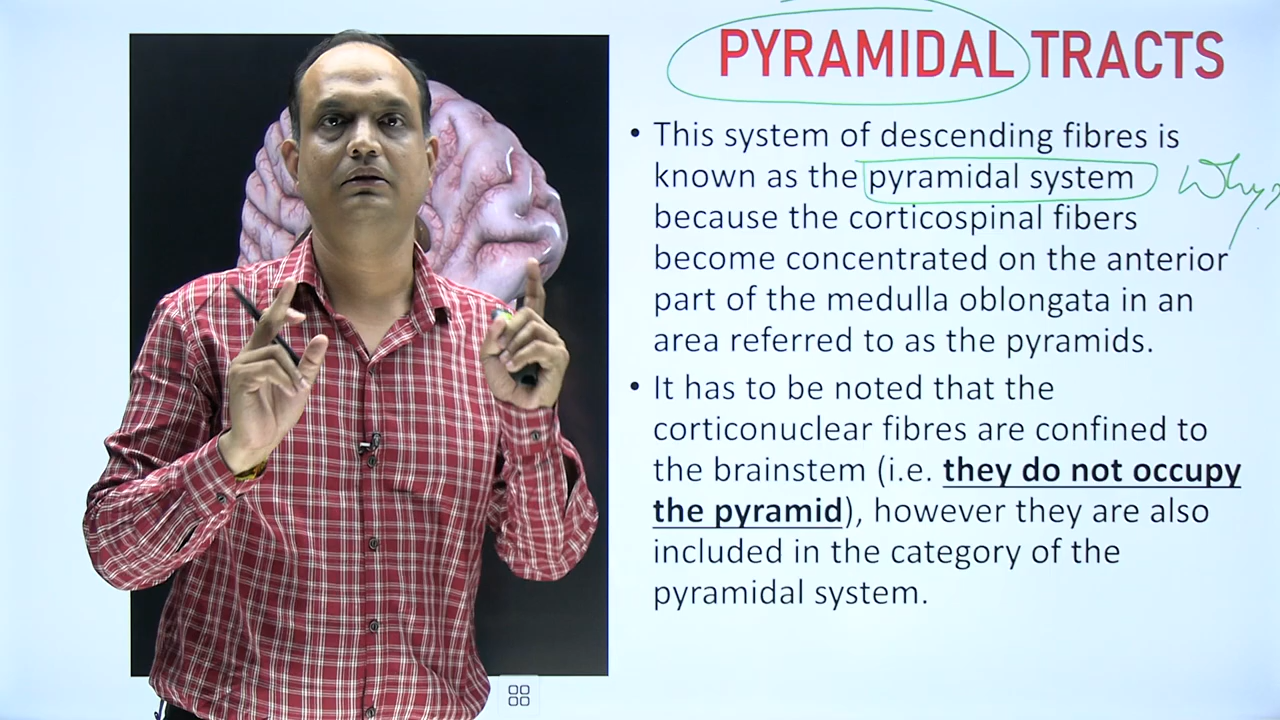 PYRAMIDAL TRACTS
• This system of descending fibres is
known as the pyramidal system Why?
because the corticospinal fibers
become concentrated on the anterior
part of the medulla oblongata in an
area referred to as the pyramids.
• It has to be noted that the
corticonuclear fibres are confined to
the brainstem (i.e. they do not occupy
the pyramid), however they are also
included in the category of the
pyramidal system.